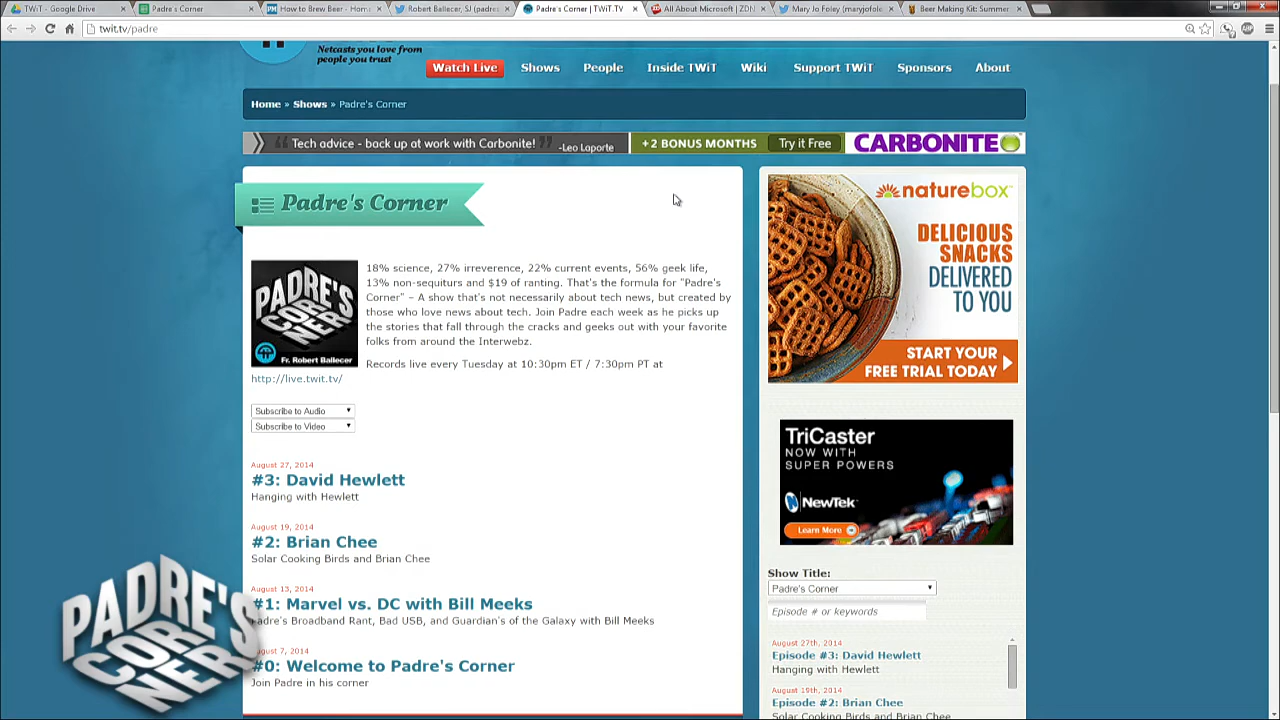 TWiT - Google Drive
Padre's Corner
How to Brew Beer - Hom
Robert Ballecer, SJ (padres
Padre's Corner | TWiT.TV
All About Microsoft | ZDN
Mary Jo Foley (maryjofole
Beer Making Kit: Summer
twit.tv/padre
Netcasts you love from
people you trust
Watch Live Shows People Inside TWiT Wiki Support TWiT Sponsors About
Home » Shows » Padre's Corner
" Tech advice - back up at work with Carbonite! " -Leo Laporte
+2 BONUS MONTHS Try it Free CARBONITE
Padre's Corner
PADRE'S
CORNER
Fr. Robert Ballecer
18% science, 27% irreverence, 22% current events, 56% geek life,
13% non-sequiturs and $19 of ranting. That's the formula for "Padre's
Corner" – A show that's not necessarily about tech news, but created by
those who love news about tech. Join Padre each week as he picks up
the stories that fall through the cracks and geeks out with your favorite
folks from around the Interwebz.
Records live every Tuesday at 10:30pm ET / 7:30pm PT at
http://live.twit.tv/
Subscribe to Audio
Subscribe to Video
August 27, 2014
#3: David Hewlett
Hanging with Hewlett
August 19, 2014
#2: Brian Chee
Solar Cooking Birds and Brian Chee
August 13, 2014
#1: Marvel vs. DC with Bill Meeks
Padre's Broadband Rant, Bad USB, and Guardian's of the Galaxy with Bill Meeks
August 7, 2014
#0: Welcome to Padre's Corner
Join Padre in his corner
PADRE'S
CORNER
naturebox
DELICIOUS
SNACKS
DELIVERED
TO YOU
START YOUR
FREE TRIAL TODAY
TriCaster
NOW WITH
SUPER POWERS
NewTek
Learn More
Show Title:
Padre's Corner
Episode # or keywords
August 27th, 2014
Episode #3: David Hewlett
Hanging with Hewlett
August 19th, 2014
Episode #2: Brian Chee
Solar Cooking Birds and Brian Chee